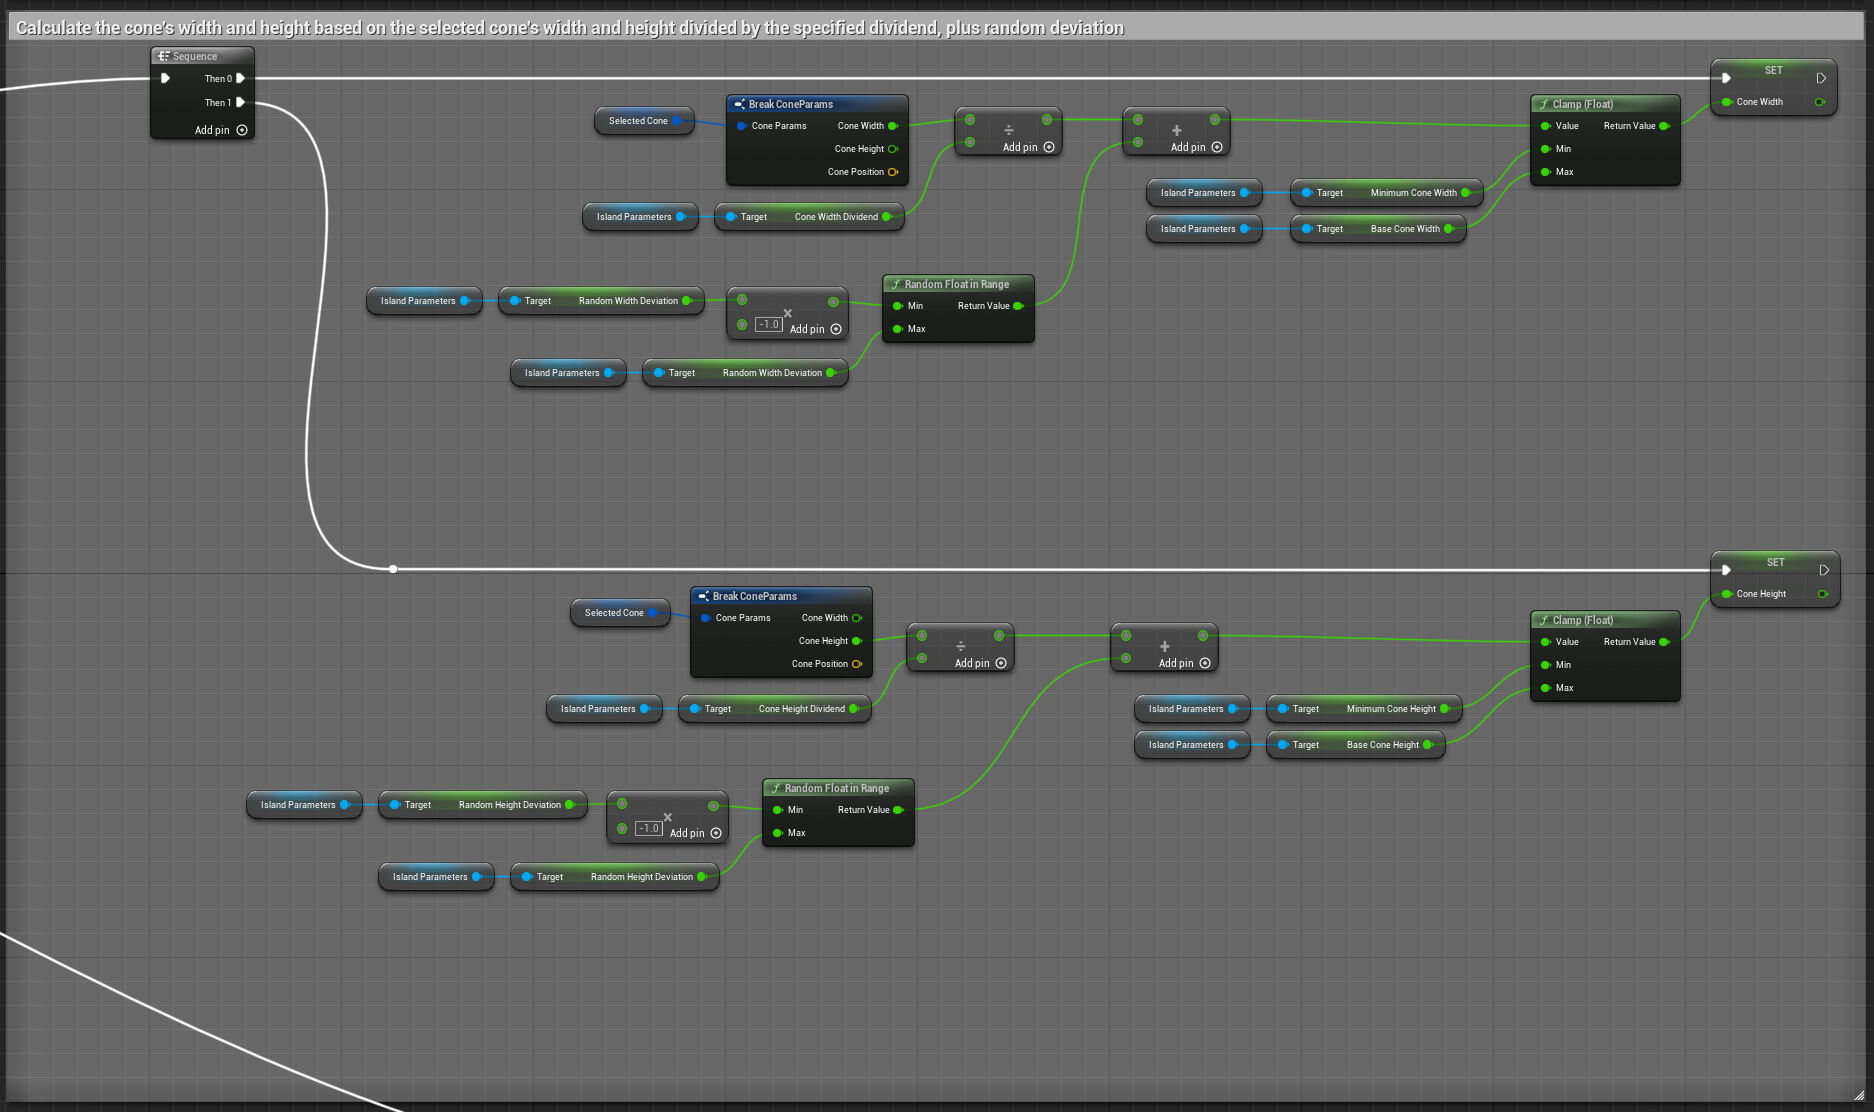 Calculate the cone's width and height based on the selected cone's width and height divided by the specified dividend, plus random deviation
Sequence
Then 0
Then 1
Add pin
Selected Cone
Break ConeParams
Cone Params
Cone Width
Cone Height
Cone Position
÷
Add pin
+
Add pin
Clamp (Float)
Value
Return Value
Min
Max
SET
Cone Width
Island Parameters
Target
Cone Width Dividend
Island Parameters
Target
Minimum Cone Width
Island Parameters
Target
Base Cone Width
Island Parameters
Target
Random Width Deviation
×
-1.0
Add pin
Random Float in Range
Min
Return Value
Max
Island Parameters
Target
Random Width Deviation
Selected Cone
Break ConeParams
Cone Params
Cone Width
Cone Height
Cone Position
÷
Add pin
+
Add pin
Clamp (Float)
Value
Return Value
Min
Max
SET
Cone Height
Island Parameters
Target
Cone Height Dividend
Island Parameters
Target
Minimum Cone Height
Island Parameters
Target
Base Cone Height
Island Parameters
Target
Random Height Deviation
×
-1.0
Add pin
Random Float in Range
Min
Return Value
Max
Island Parameters
Target
Random Height Deviation